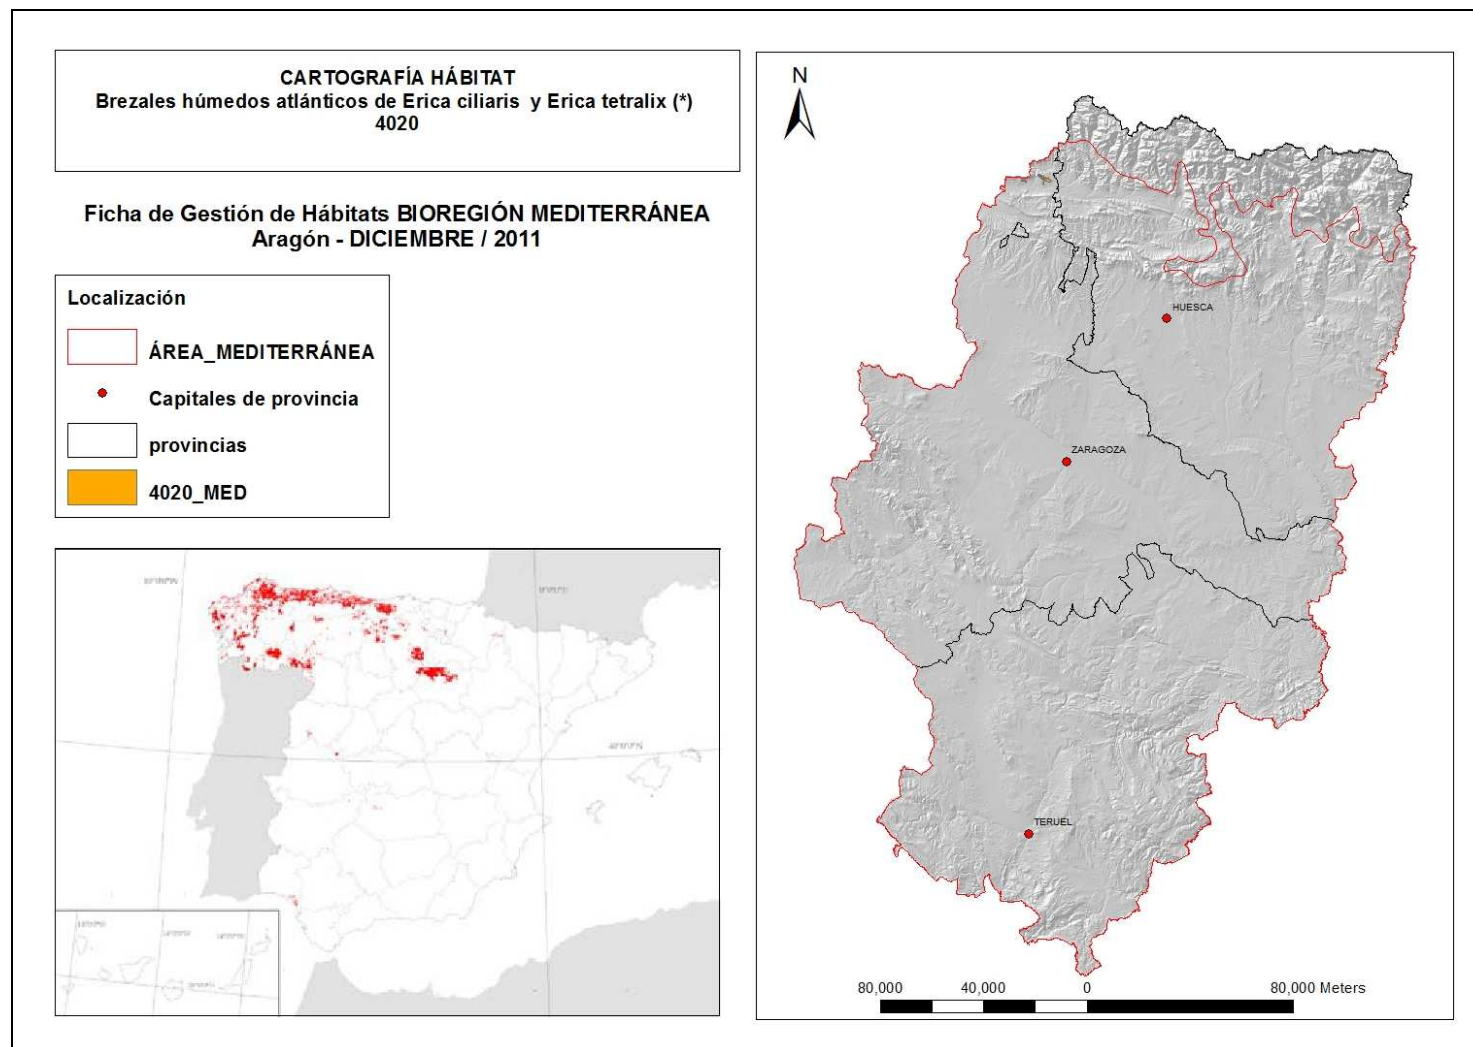 CARTOGRAFÍA HÁBITAT
Brezales húmedos atlánticos de Erica ciliaris y Erica tetralix (*)
4020
Ficha de Gestión de Hábitats BIOREGIÓN MEDITERRÁNEA
Aragón - DICIEMBRE / 2011
Localización
ÁREA_MEDITERRÁNEA
Capitales de provincia
provincias
4020_MED
N
HUESCA
ZARAGOZA
TERUEL
80,000 40,000 0 80,000 Meters